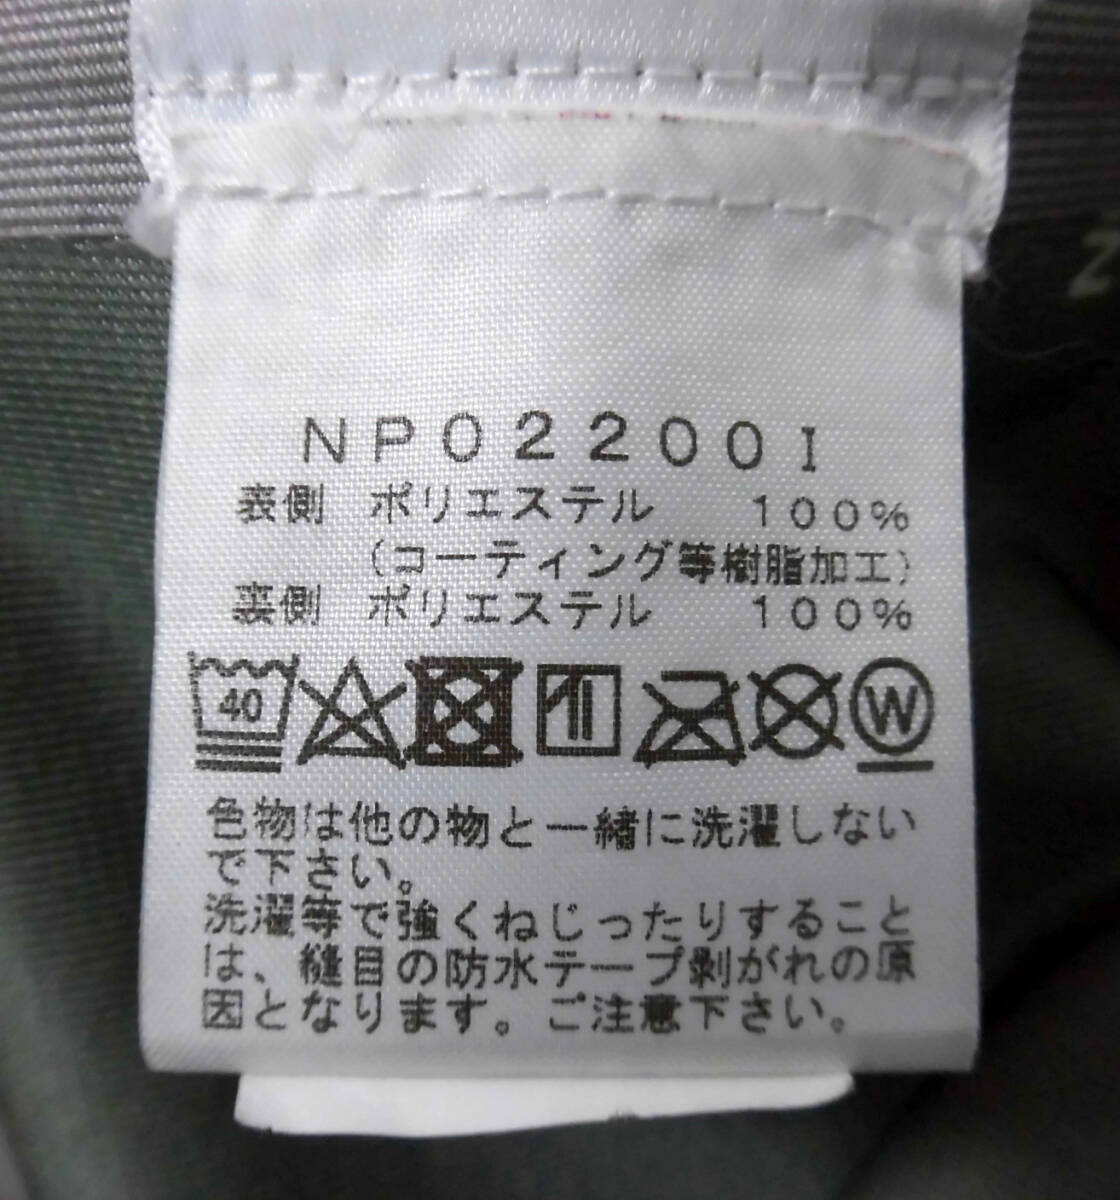 NP02200I
表側 ポリエステル 100%
(コーティング等樹脂加工)
裏側 ポリエステル 100%
40 W
色物は他の物と一緒に洗濯しない
で下さい。
洗濯等で強くねじったりすること
は、縫目の防水テープ剥がれの原
因となります。ご注意下さい。